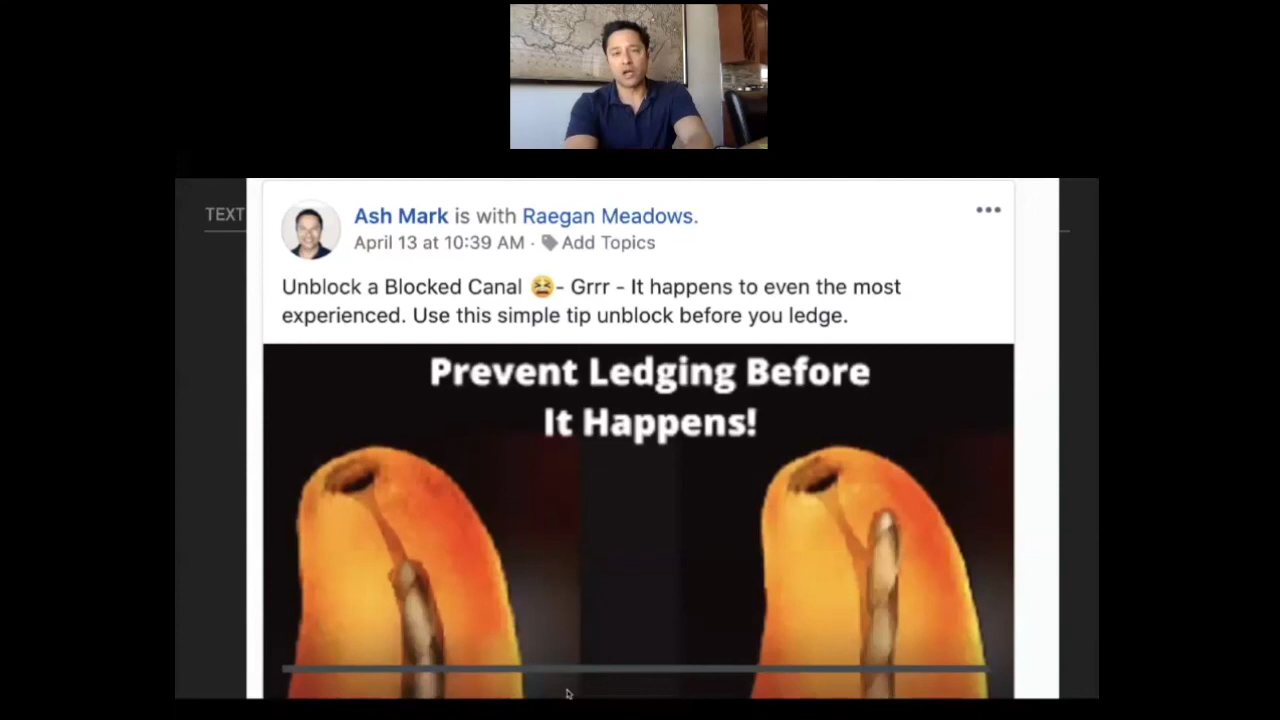 TEXT
Ash Mark is with Raegan Meadows.
April 13 at 10:39 AM · Add Topics
Unblock a Blocked Canal 😫- Grrr - It happens to even the most
experienced. Use this simple tip unblock before you ledge.
Prevent Ledging Before
It Happens!